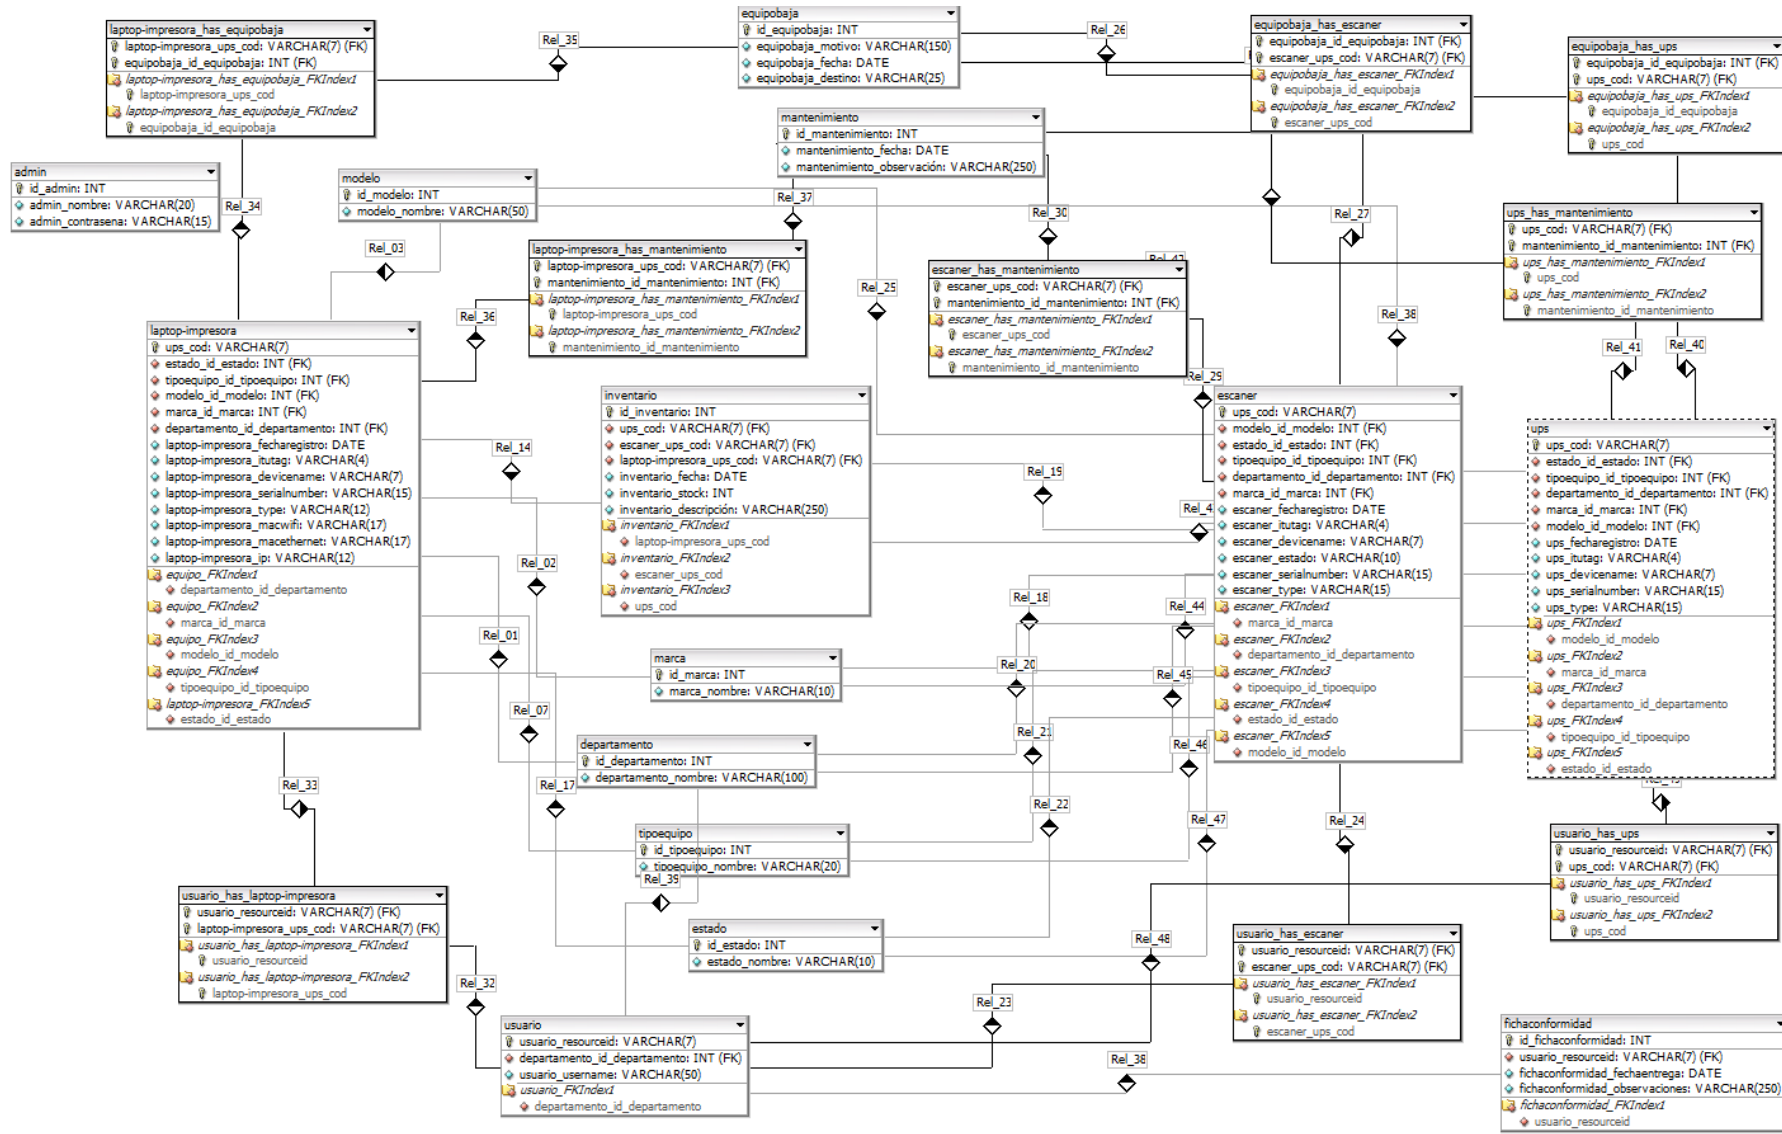 laptop-impresora_has_equipobaja
laptop-impresora_ups_cod: VARCHAR(7) (FK)
equipobaja_id_equipobaja: INT (FK)
laptop-impresora_has_equipobaja_FKIndex1
laptop-impresora_ups_cod
laptop-impresora_has_equipobaja_FKIndex2
equipobaja_id_equipobaja
Rel_35
equipobaja
id_equipobaja: INT
equipobaja_motivo: VARCHAR(150)
equipobaja_fecha: DATE
equipobaja_destino: VARCHAR(25)
Rel_26
equipobaja_has_escaner
equipobaja_id_equipobaja: INT (FK)
escaner_ups_cod: VARCHAR(7) (FK)
equipobaja_has_escaner_FKIndex1
equipobaja_id_equipobaja
equipobaja_has_escaner_FKIndex2
escaner_ups_cod
equipobaja_has_ups
equipobaja_id_equipobaja: INT (FK)
ups_cod: VARCHAR(7) (FK)
equipobaja_has_ups_FKIndex1
equipobaja_id_equipobaja
equipobaja_has_ups_FKIndex2
ups_cod
mantenimiento
id_mantenimiento: INT
mantenimiento_fecha: DATE
mantenimiento_observación: VARCHAR(250)
admin
id_admin: INT
admin_nombre: VARCHAR(20)
admin_contrasena: VARCHAR(15)
Rel_34
modelo
id_modelo: INT
modelo_nombre: VARCHAR(50)
Rel_03
Rel_37
Rel_30
Rel_27
ups_has_mantenimiento
ups_cod: VARCHAR(7) (FK)
mantenimiento_id_mantenimiento: INT (FK)
ups_has_mantenimiento_FKIndex1
ups_cod
ups_has_mantenimiento_FKIndex2
mantenimiento_id_mantenimiento
laptop-impresora_has_mantenimiento
laptop-impresora_ups_cod: VARCHAR(7) (FK)
mantenimiento_id_mantenimiento: INT (FK)
laptop-impresora_has_mantenimiento_FKIndex1
laptop-impresora_ups_cod
laptop-impresora_has_mantenimiento_FKIndex2
mantenimiento_id_mantenimiento
Rel_36
Rel_25
escaner_has_mantenimiento
escaner_ups_cod: VARCHAR(7) (FK)
mantenimiento_id_mantenimiento: INT (FK)
escaner_has_mantenimiento_FKIndex1
escaner_ups_cod
escaner_has_mantenimiento_FKIndex2
mantenimiento_id_mantenimiento
Rel_38
Rel_41
Rel_40
Rel_29
laptop-impresora
ups_cod: VARCHAR(7)
estado_id_estado: INT (FK)
tipoequipo_id_tipoequipo: INT (FK)
modelo_id_modelo: INT (FK)
marca_id_marca: INT (FK)
departamento_id_departamento: INT (FK)
laptop-impresora_fecharegistro: DATE
laptop-impresora_itutag: VARCHAR(4)
laptop-impresora_devicename: VARCHAR(7)
laptop-impresora_serialnumber: VARCHAR(15)
laptop-impresora_type: VARCHAR(12)
laptop-impresora_macwifi: VARCHAR(17)
laptop-impresora_macethernet: VARCHAR(17)
laptop-impresora_ip: VARCHAR(12)
equipo_FKIndex1
departamento_id_departamento
equipo_FKIndex2
marca_id_marca
equipo_FKIndex3
modelo_id_modelo
equipo_FKIndex4
tipoequipo_id_tipoequipo
laptop-impresora_FKIndex5
estado_id_estado
Rel_14
Rel_02
Rel_01
Rel_07
Rel_17
inventario
id_inventario: INT
ups_cod: VARCHAR(7) (FK)
escaner_ups_cod: VARCHAR(7) (FK)
laptop-impresora_ups_cod: VARCHAR(7) (FK)
inventario_fecha: DATE
inventario_stock: INT
inventario_descripción: VARCHAR(250)
inventario_FKIndex1
laptop-impresora_ups_cod
inventario_FKIndex2
escaner_ups_cod
inventario_FKIndex3
ups_cod
Rel_19
escaner
ups_cod: VARCHAR(7)
modelo_id_modelo: INT (FK)
estado_id_estado: INT (FK)
tipoequipo_id_tipoequipo: INT (FK)
departamento_id_departamento: INT (FK)
marca_id_marca: INT (FK)
escaner_fecharegistro: DATE
escaner_itutag: VARCHAR(4)
escaner_devicename: VARCHAR(7)
escaner_estado: VARCHAR(10)
escaner_serialnumber: VARCHAR(15)
escaner_type: VARCHAR(15)
escaner_FKIndex1
marca_id_marca
escaner_FKIndex2
departamento_id_departamento
escaner_FKIndex3
tipoequipo_id_tipoequipo
escaner_FKIndex4
estado_id_estado
escaner_FKIndex5
modelo_id_modelo
ups
ups_cod: VARCHAR(7)
estado_id_estado: INT (FK)
tipoequipo_id_tipoequipo: INT (FK)
departamento_id_departamento: INT (FK)
marca_id_marca: INT (FK)
modelo_id_modelo: INT (FK)
ups_fecharegistro: DATE
ups_itutag: VARCHAR(4)
ups_devicename: VARCHAR(7)
ups_serialnumber: VARCHAR(15)
ups_type: VARCHAR(15)
ups_FKIndex1
modelo_id_modelo
ups_FKIndex2
marca_id_marca
ups_FKIndex3
departamento_id_departamento
ups_FKIndex4
tipoequipo_id_tipoequipo
ups_FKIndex5
estado_id_estado
Rel_18
Rel_44
Rel_20
Rel_45
Rel_21
Rel_46
Rel_22
Rel_47
marca
id_marca: INT
marca_nombre: VARCHAR(10)
departamento
id_departamento: INT
departamento_nombre: VARCHAR(100)
tipoequipo
id_tipoequipo: INT
tipoequipo_nombre: VARCHAR(20)
Rel_39
estado
id_estado: INT
estado_nombre: VARCHAR(10)
Rel_33
Rel_24
usuario_has_laptop-impresora
usuario_resourceid: VARCHAR(7) (FK)
laptop-impresora_ups_cod: VARCHAR(7) (FK)
usuario_has_laptop-impresora_FKIndex1
usuario_resourceid
usuario_has_laptop-impresora_FKIndex2
laptop-impresora_ups_cod
Rel_32
usuario_has_ups
usuario_resourceid: VARCHAR(7) (FK)
ups_cod: VARCHAR(7) (FK)
usuario_has_ups_FKIndex1
usuario_resourceid
usuario_has_ups_FKIndex2
ups_cod
Rel_48
usuario_has_escaner
usuario_resourceid: VARCHAR(7) (FK)
escaner_ups_cod: VARCHAR(7) (FK)
usuario_has_escaner_FKIndex1
usuario_resourceid
usuario_has_escaner_FKIndex2
escaner_ups_cod
Rel_23
usuario
usuario_resourceid: VARCHAR(7)
departamento_id_departamento: INT (FK)
usuario_username: VARCHAR(50)
usuario_FKIndex1
departamento_id_departamento
Rel_38
fichaconformidad
id_fichaconformidad: INT
usuario_resourceid: VARCHAR(7) (FK)
fichaconformidad_fechaentrega: DATE
fichaconformidad_observaciones: VARCHAR(250)
fichaconformidad_FKIndex1
usuario_resourceid